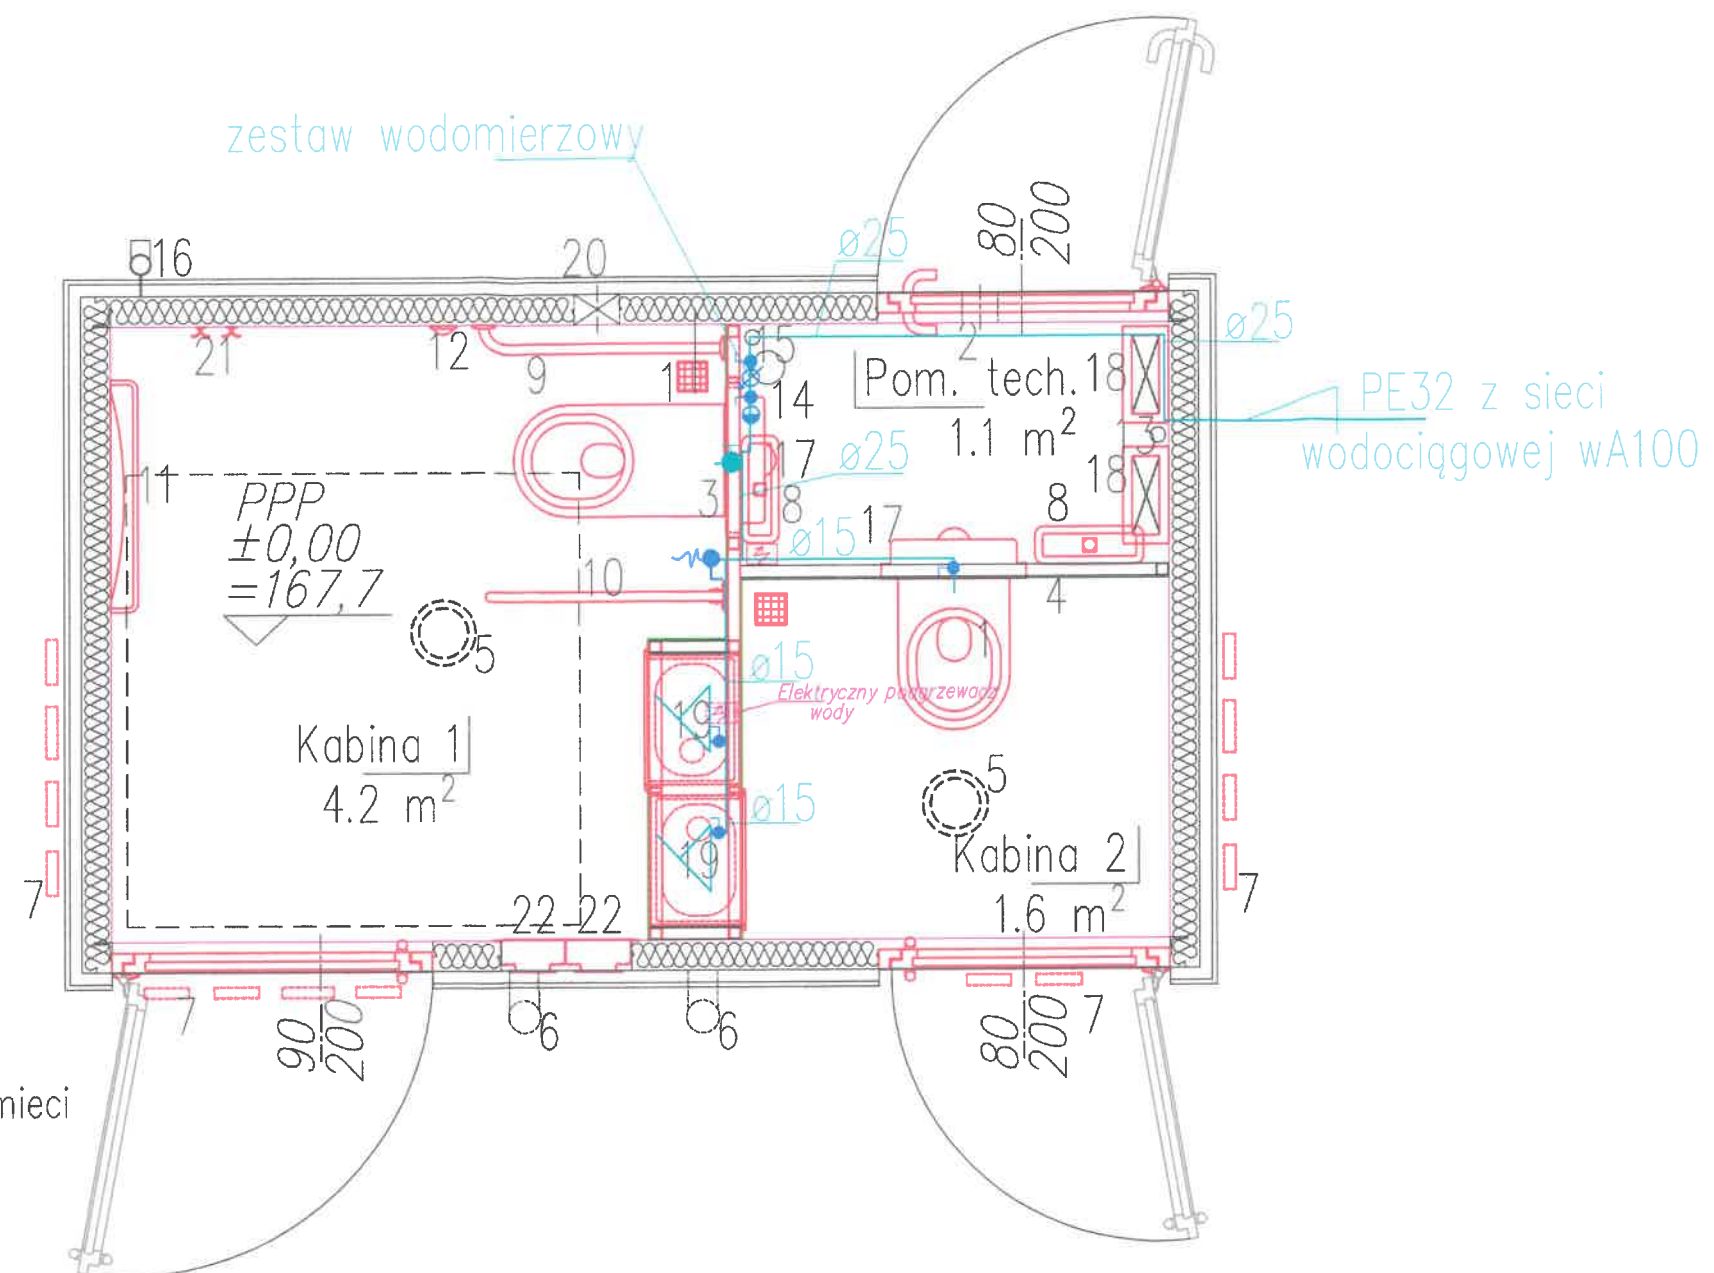 zestaw wodomierzowy
16
20
ø25
80
200
ø25
21
12
9
1
15
2
Pom. tech.
1.1 m²
18
14
13
PE32 z sieci
wodociągowej wA100
11
PPP
±0,00
=167,7
3
17
8
ø25
18
8
ø15
17
10
4
5
1
ø15
Elektryczny podgrzewacz
wody
19
Kabina 1
4.2 m²
5
ø15
19
Kabina 2
1.6 m²
7
22
22
7
7
90
200
6
6
80
200
7
mieci